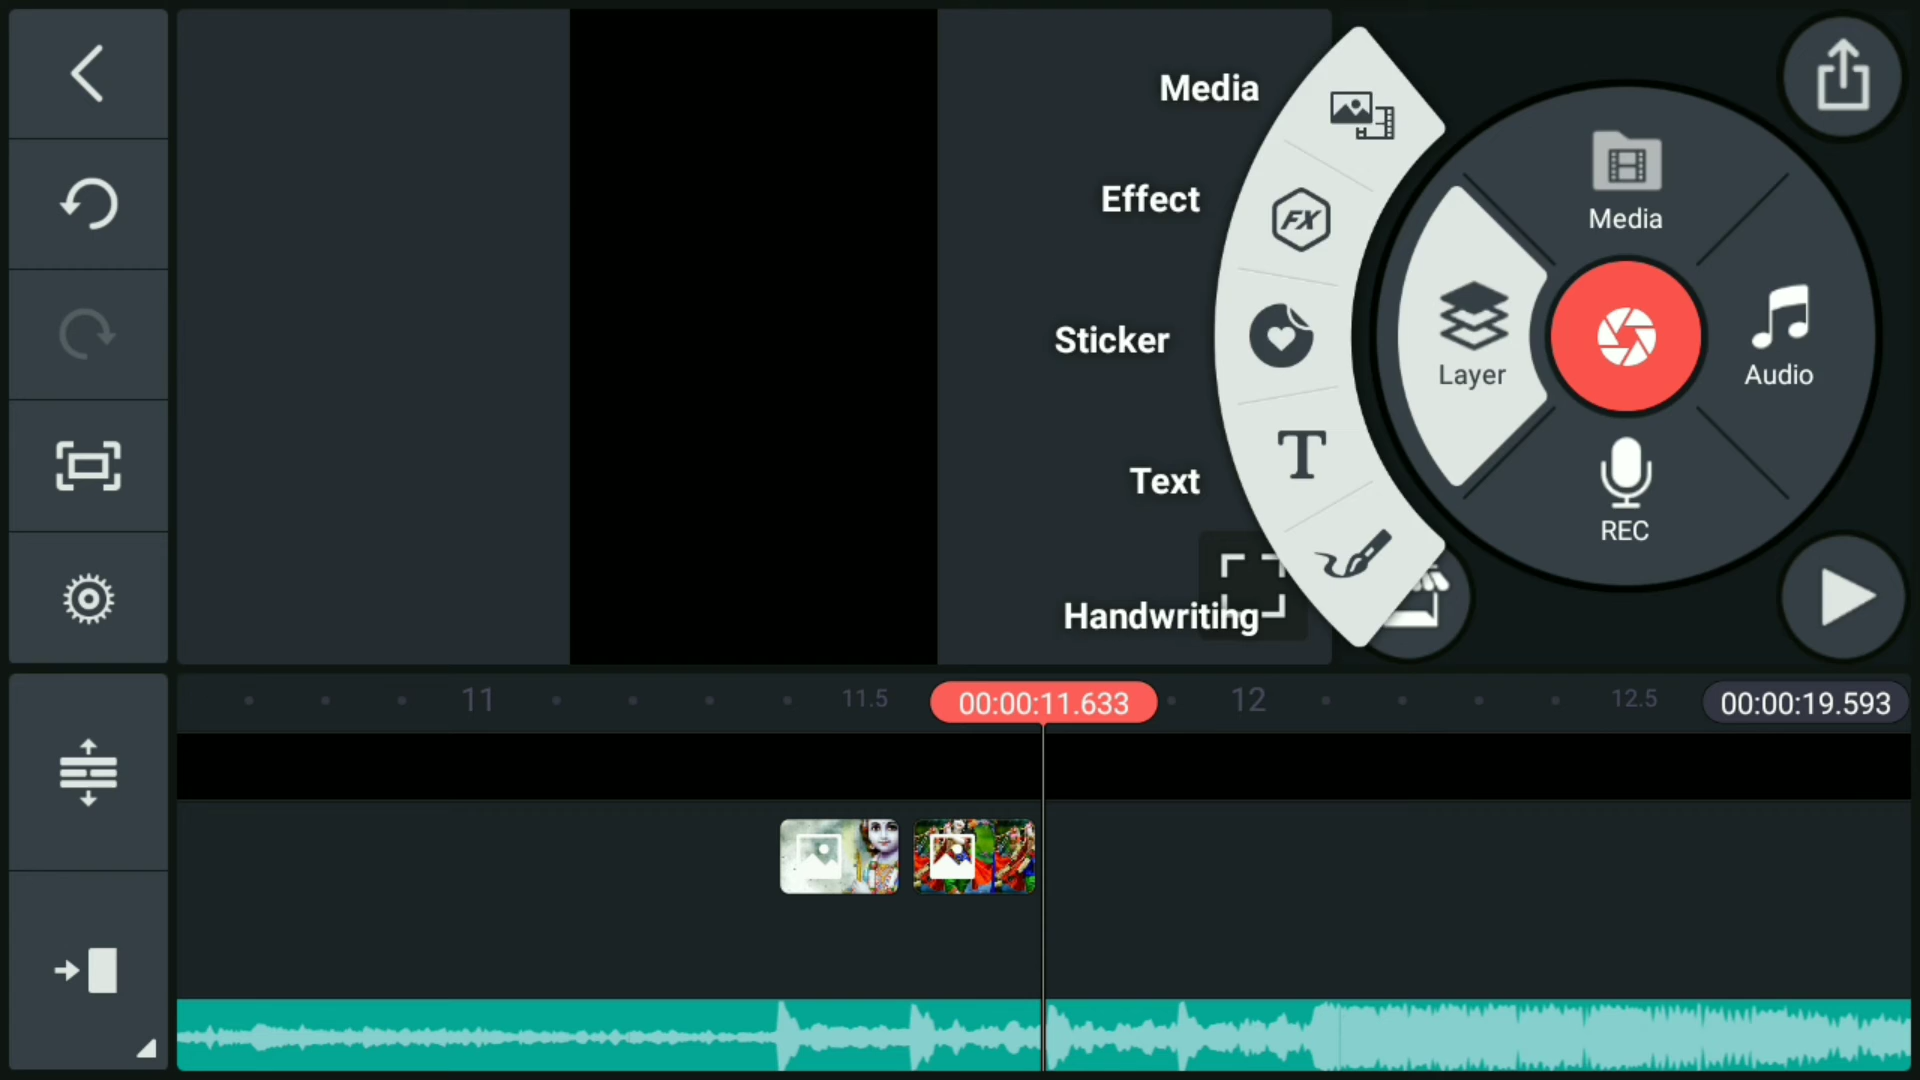 Media
Effect
Sticker
Text
Handwriting
Media
Layer
Audio
REC
FX
T
11
11.5
00:00:11.633
12
12.5
00:00:19.593